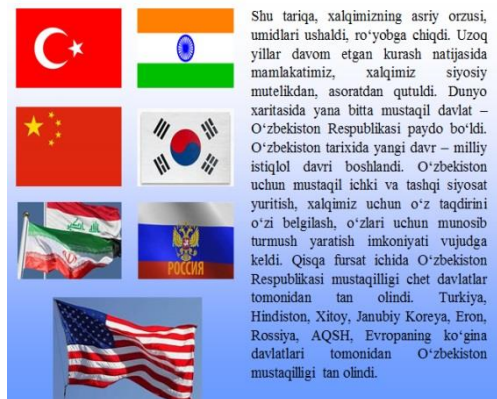 Shu tariqa, xalqimizning asriy orzusi,
umidlari ushaldi, ro‘yobga chiqdi. Uzoq
yillar davom etgan kurash natijasida
mamlakatimiz, xalqimiz siyosiy
mutelikdan, asoratdan qutuldi. Dunyo
xaritasida yana bitta mustaqil davlat –
O‘zbekiston Respublikasi paydo bo‘ldi.
O‘zbekiston tarixida yangi davr – milliy
istiqlol davri boshlandi. O‘zbekiston
uchun mustaqil ichki va tashqi siyosat
yuritish, xalqimiz uchun o‘z taqdirini
o‘zi belgilash, o‘zlari uchun munosib
turmush yaratish imkoniyati vujudga
keldi. Qisqa fursat ichida O‘zbekiston
Respublikasi mustaqilligi chet davlatlar
tomonidan tan olindi. Turkiya,
Hindiston, Xitoy, Janubiy Koreya, Eron,
Rossiya, AQSH, Evropaning ko‘gina
davlatlari tomonidan O‘zbekiston
mustaqilligi tan olindi.
РОССИЯ